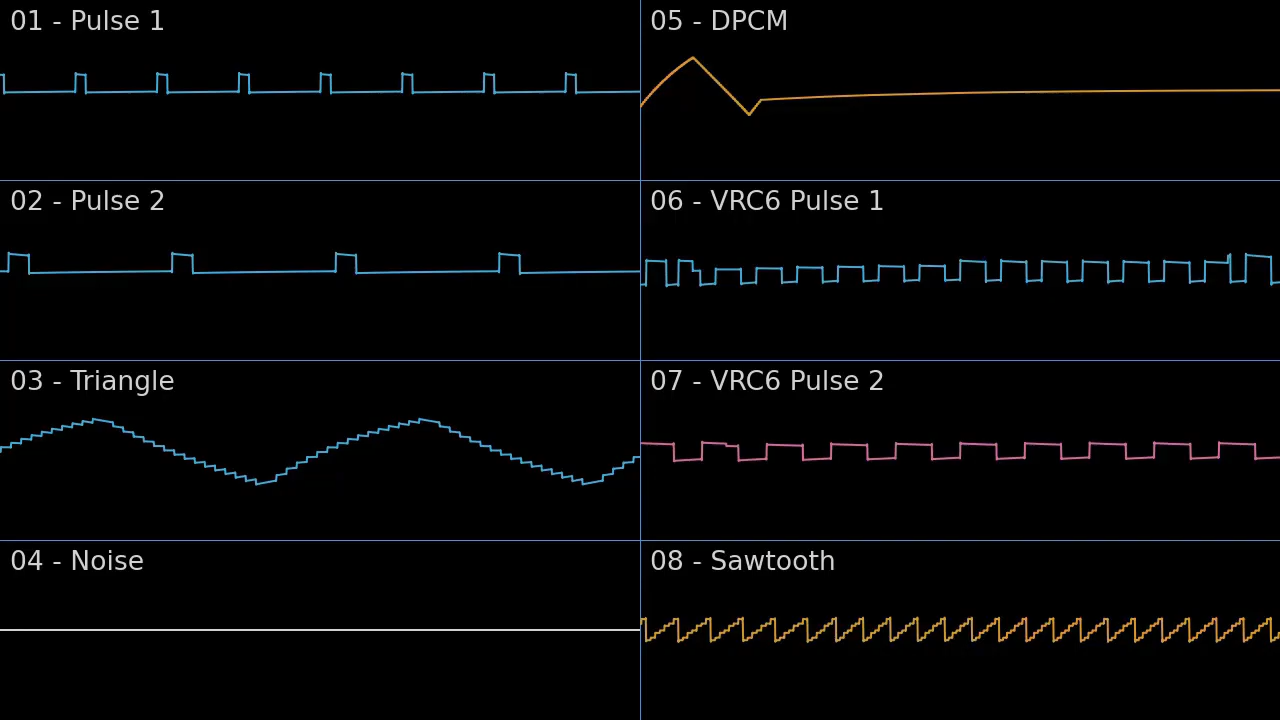 01 - Pulse 1
02 - Pulse 2
03 - Triangle
04 - Noise
05 - DPCM
06 - VRC6 Pulse 1
07 - VRC6 Pulse 2
08 - Sawtooth